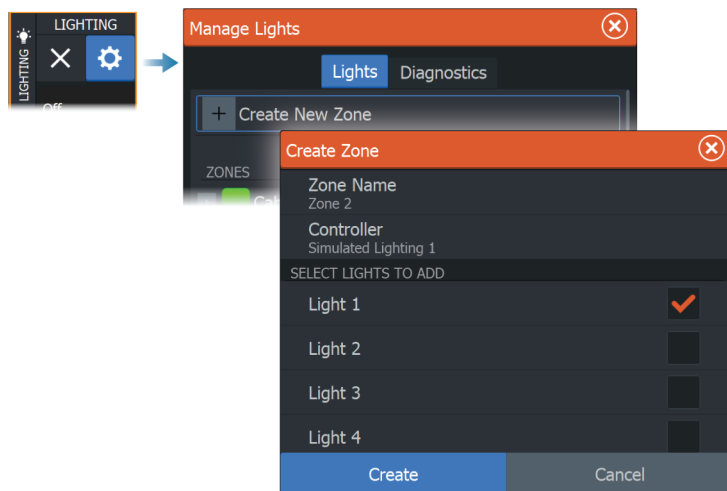 LIGHTING
LIGHTING
Off
Manage Lights
Lights Diagnostics
+ Create New Zone
ZONES
Create Zone
Zone Name
Zone 2
Controller
Simulated Lighting 1
SELECT LIGHTS TO ADD
Light 1
Light 2
Light 3
Light 4
Create Cancel